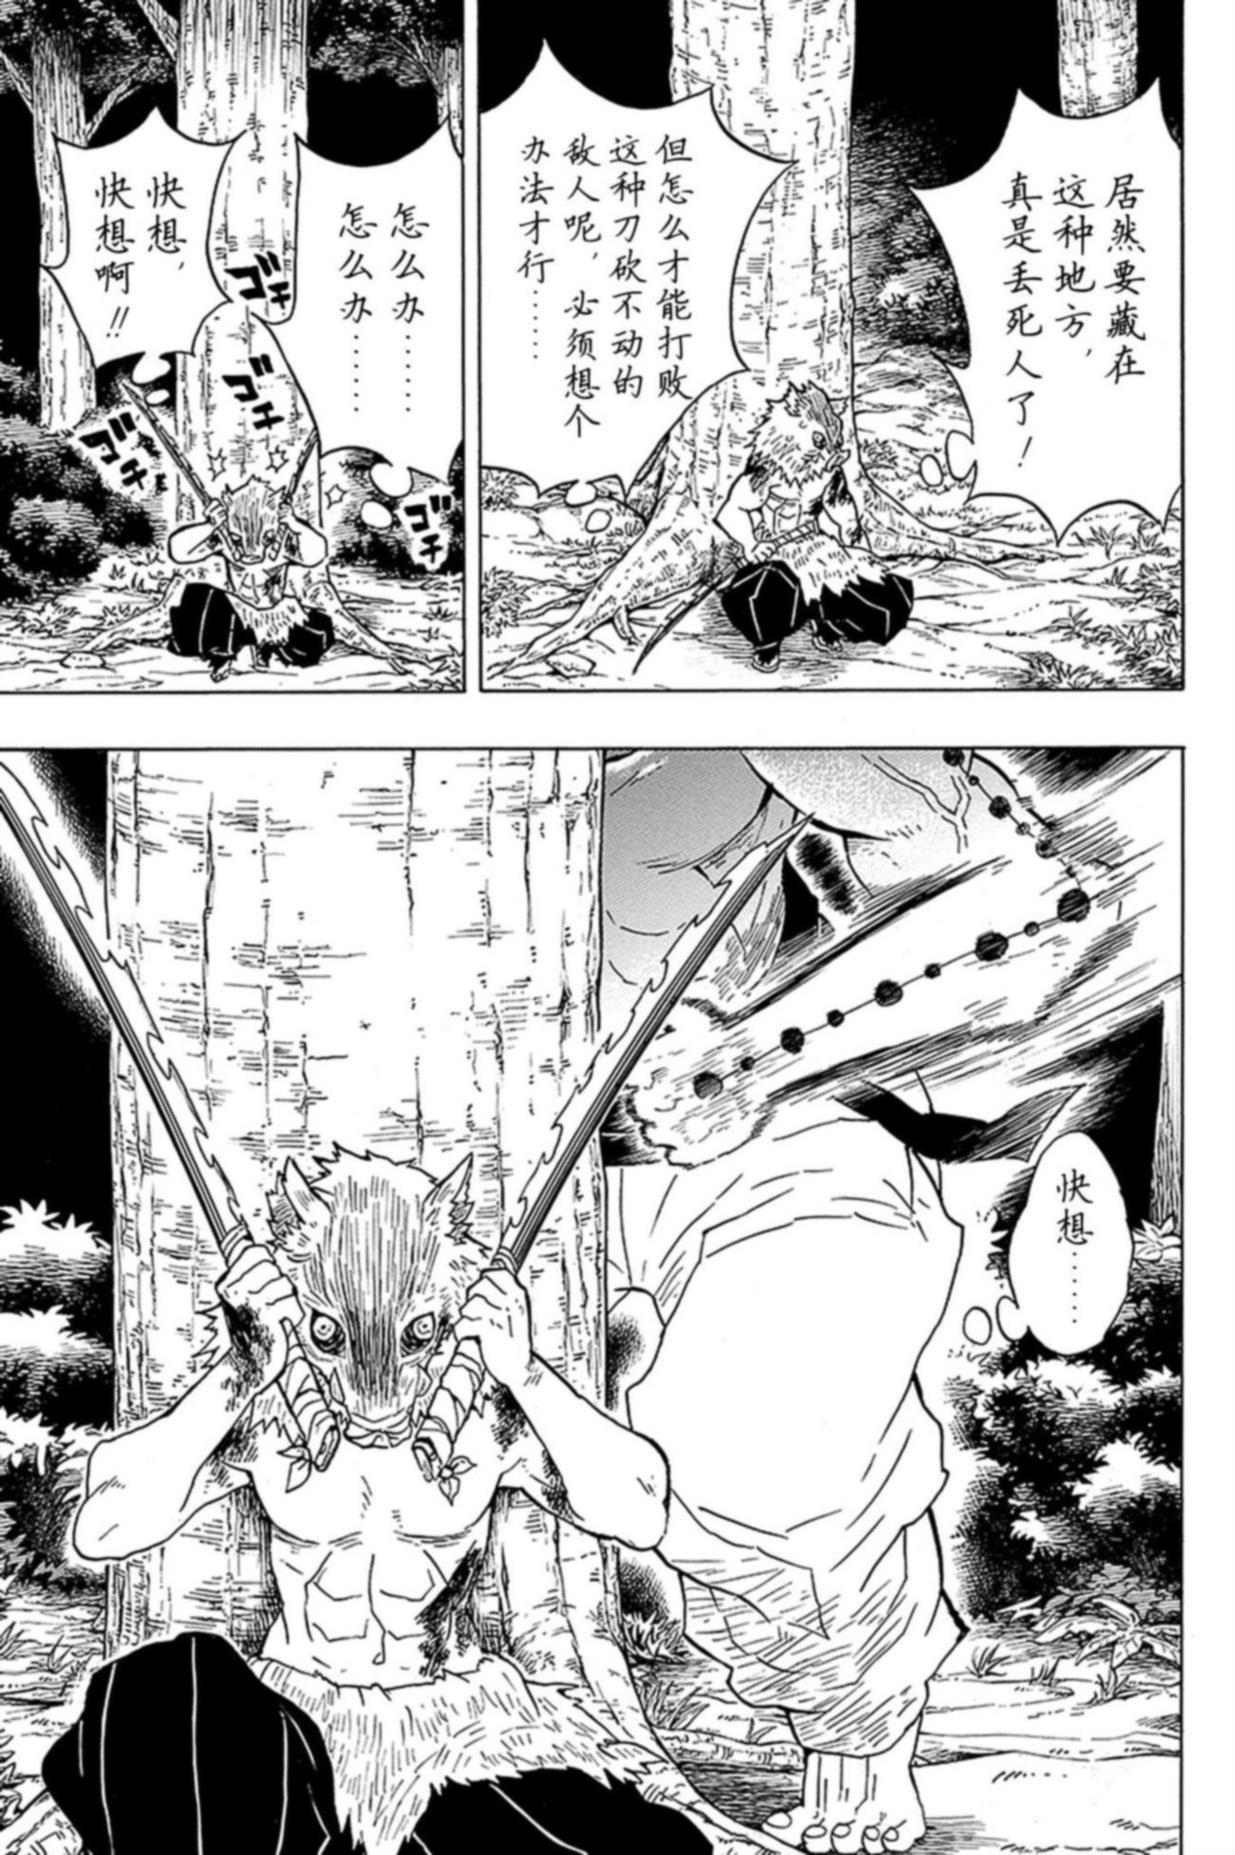 居然要藏在
这种地方，
真是丢死人了！
但怎么才能打败
这种刀砍不动的
敌人呢，必须想个
办法才行……
怎么办……
怎么办……
快想，
快想啊！！
ゴチ
ゴチ
ゴチ
ゴチ
快想……